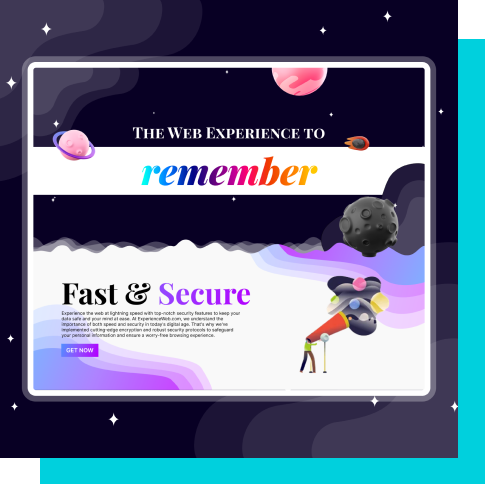 THE WEB EXPERIENCE TO
remember
Fast & Secure
Experience the web at lightning speed with top-notch security features to keep your
data safe and your mind at ease. At ExperienceWeb.com, we understand the
importance of both speed and security in today's digital age. That's why we've
implemented cutting-edge encryption and robust security protocols to safeguard
your personal information and ensure a worry-free browsing experience.
GET NOW